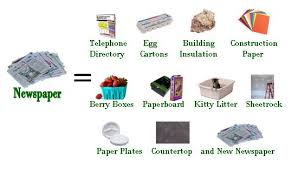 Telephone Directory
Egg Cartons
Building Insulation
Construction Paper
Newspaper
=
Berry Boxes
Paperboard
Kitty Litter
Sheetrock
Paper Plates
Countertop
and New Newspaper